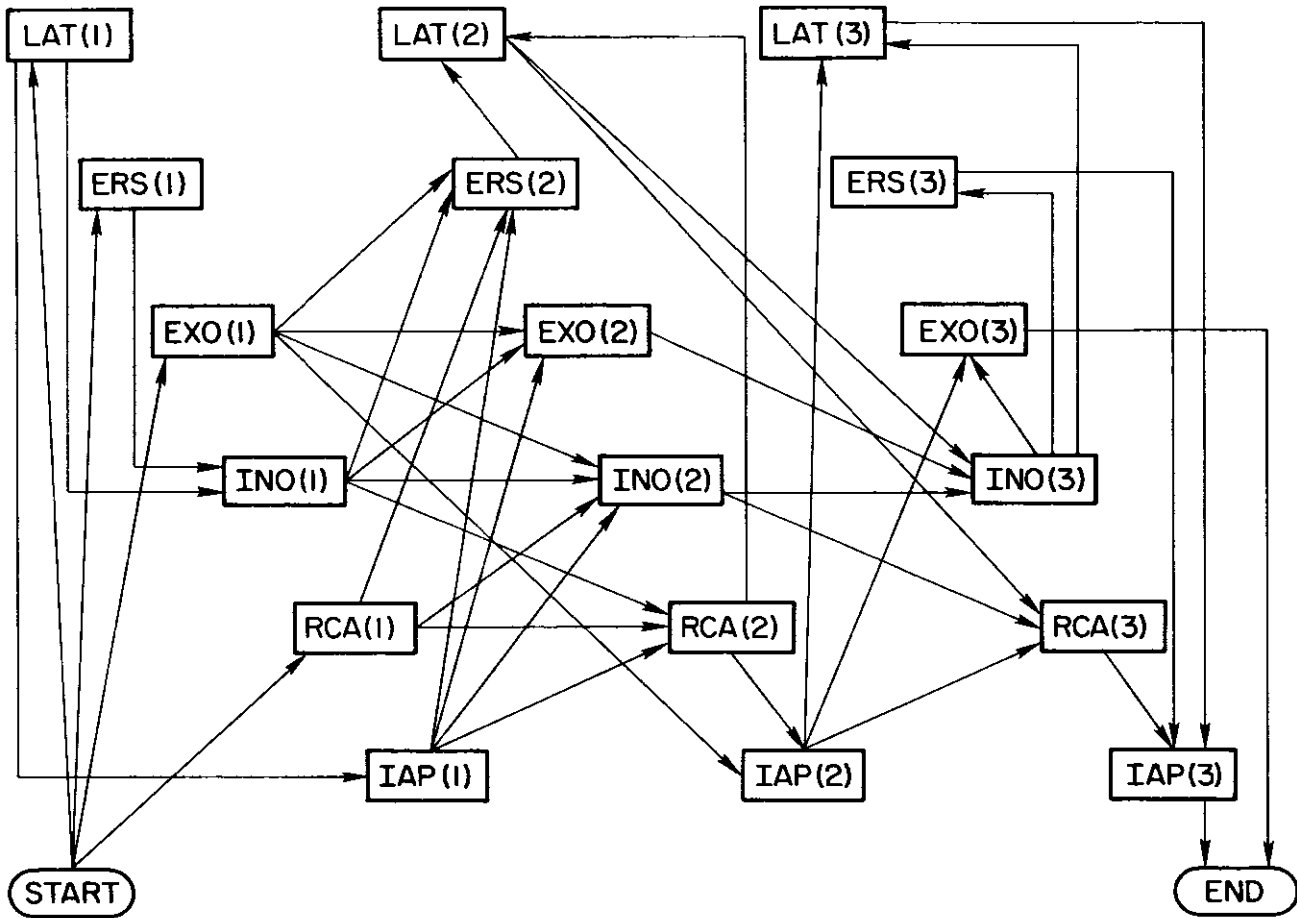 LAT(1)
LAT(2)
LAT(3)
ERS(1)
ERS(2)
ERS(3)
EXO(1)
EXO(2)
EXO(3)
INO(1)
INO(2)
INO(3)
RCA(1)
RCA(2)
RCA(3)
IAP(1)
IAP(2)
IAP(3)
START
END